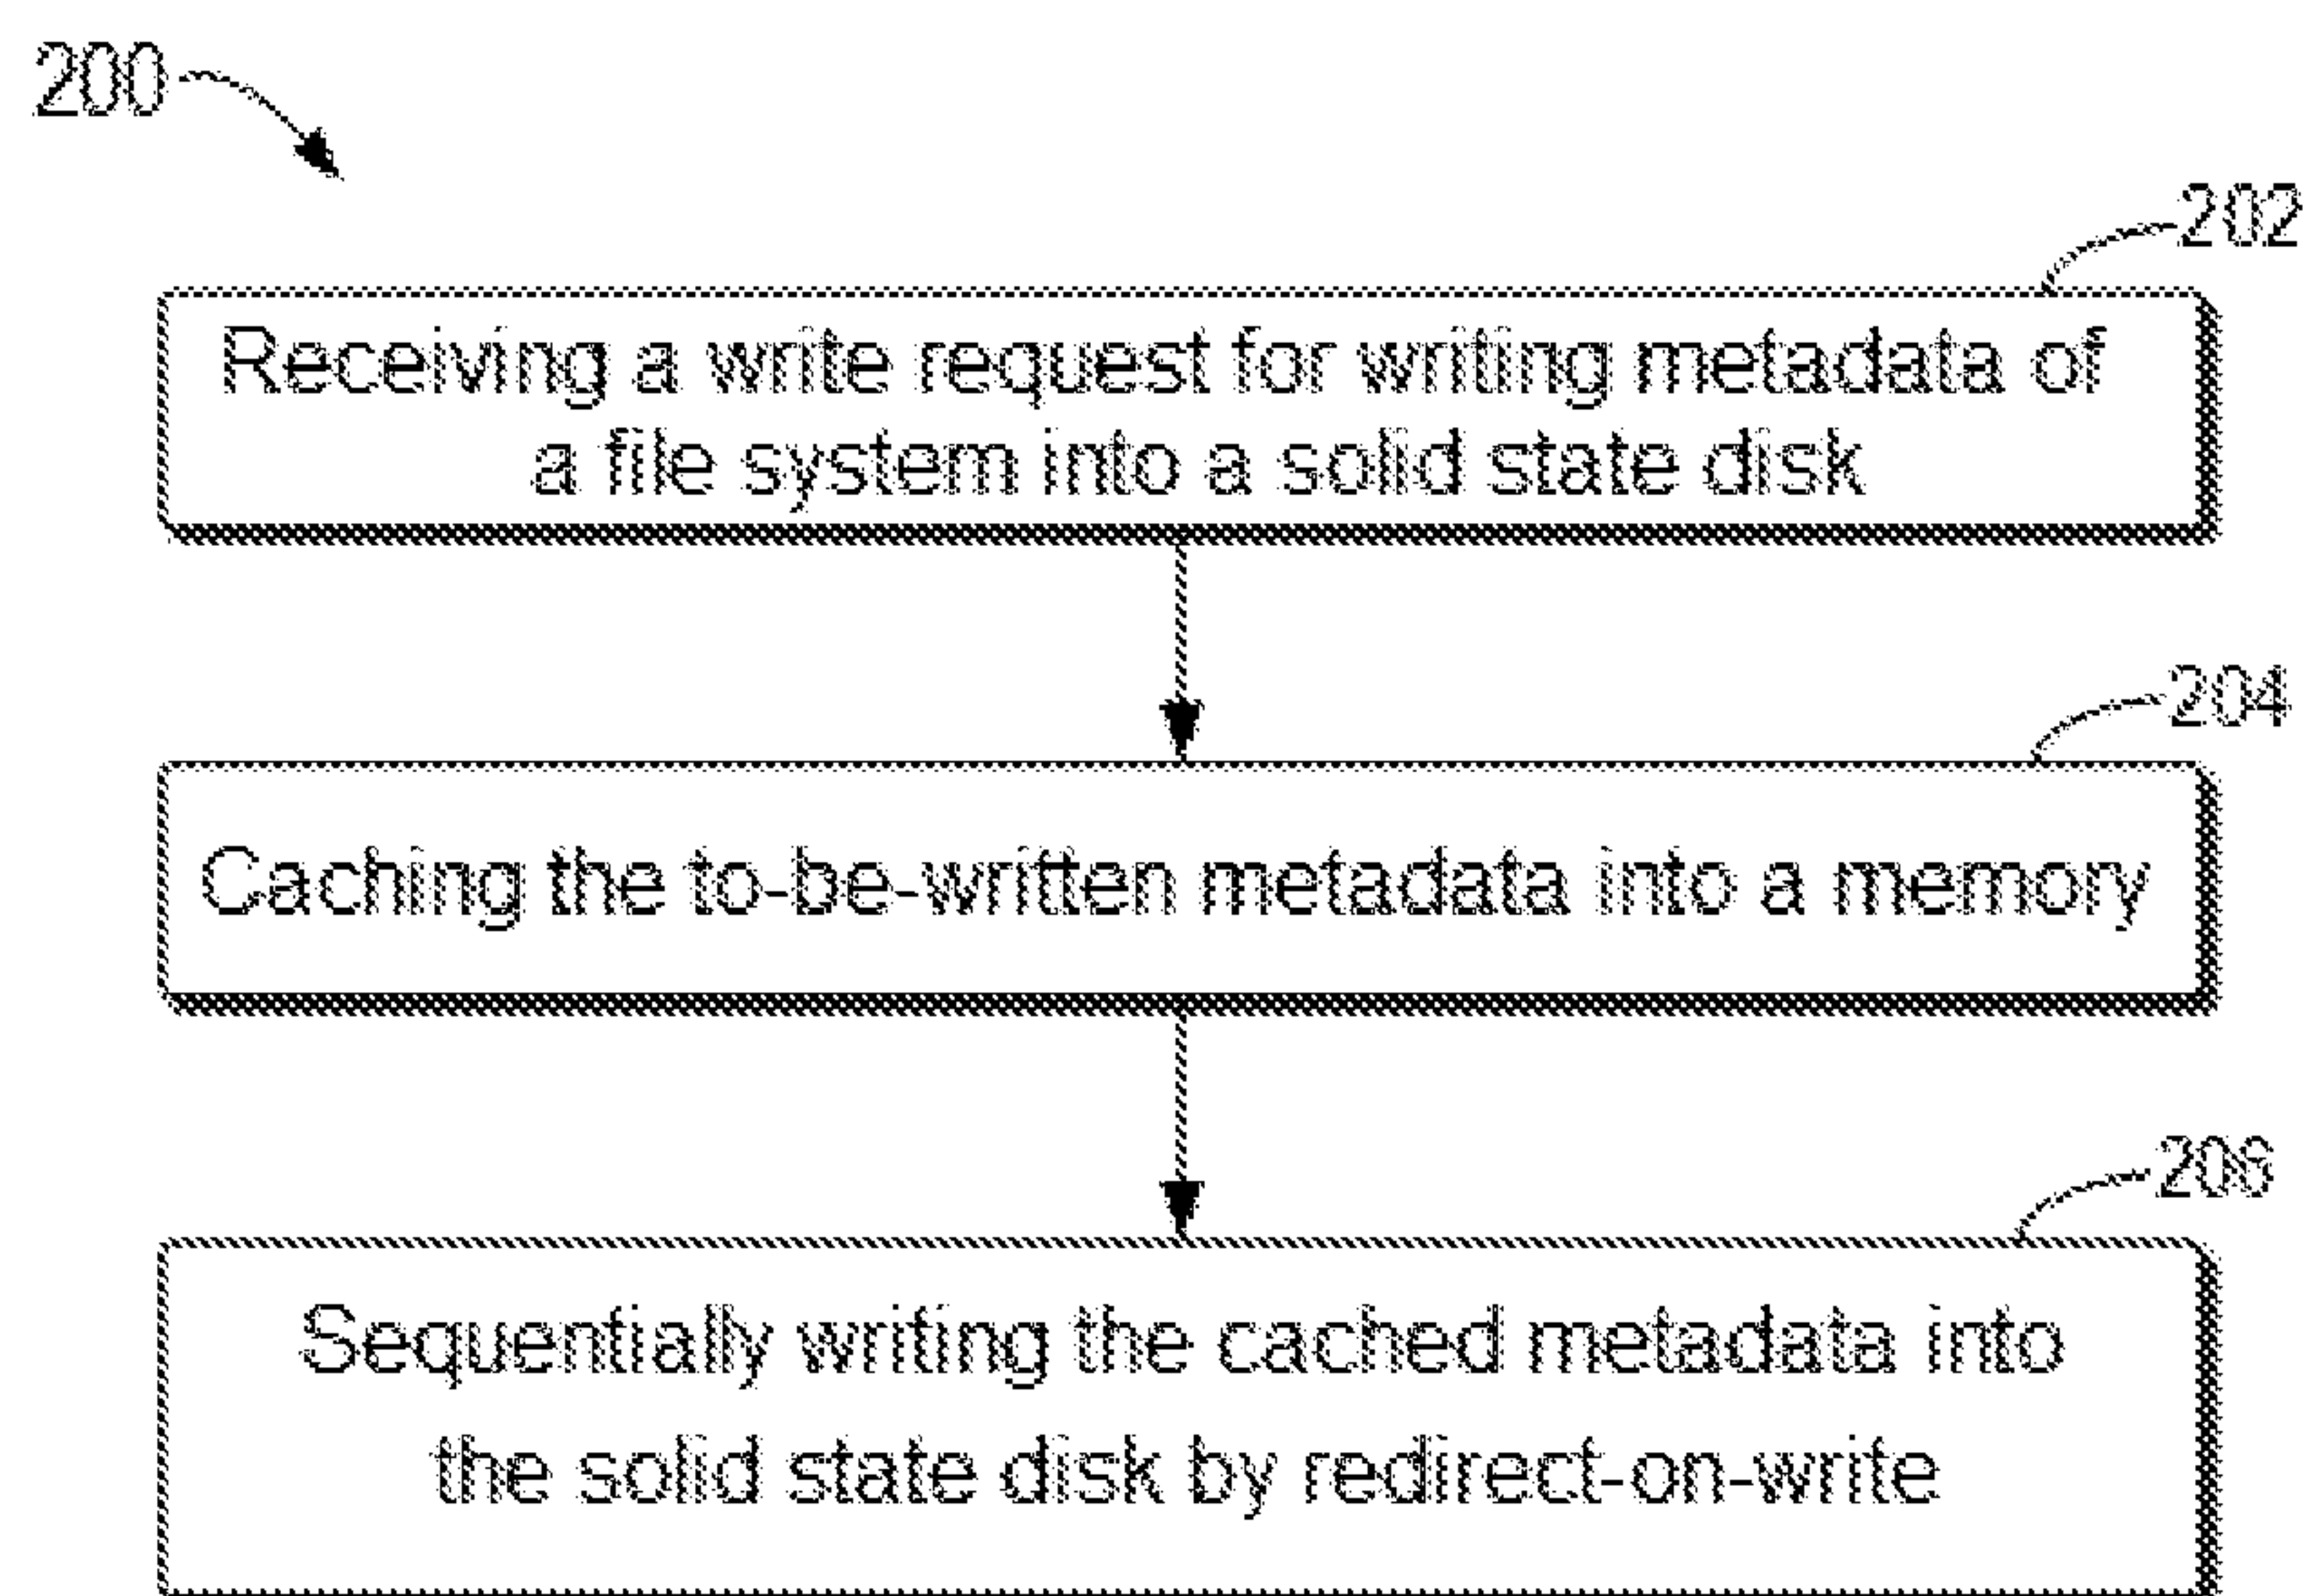 200
202
Receiving a write request for writing metadata of
a file system into a solid state disk
204
Caching the to-be-written metadata into a memory
206
Sequentially writing the cached metadata into
the solid state disk by redirect-on-write